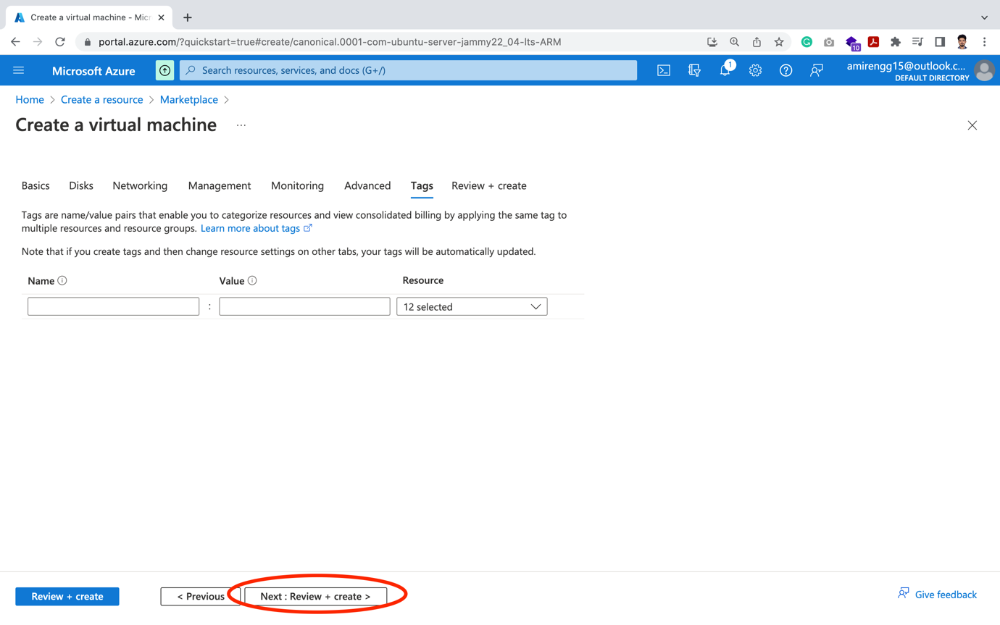 Create a virtual machine - Micr
portal.azure.com/?quickstart=true#create/canonical.0001-com-ubuntu-server-jammy22_04-lts-ARM
10
Microsoft Azure
Search resources, services, and docs (G+/)
1
amirengg15@outlook.c...
DEFAULT DIRECTORY
Home > Create a resource > Marketplace >
Create a virtual machine ...
Basics Disks Networking Management Monitoring Advanced Tags Review + create
Tags are name/value pairs that enable you to categorize resources and view consolidated billing by applying the same tag to
multiple resources and resource groups. Learn more about tags
Note that if you create tags and then change resource settings on other tabs, your tags will be automatically updated.
Name Value Resource
: 12 selected
Review + create < Previous Next : Review + create > Give feedback